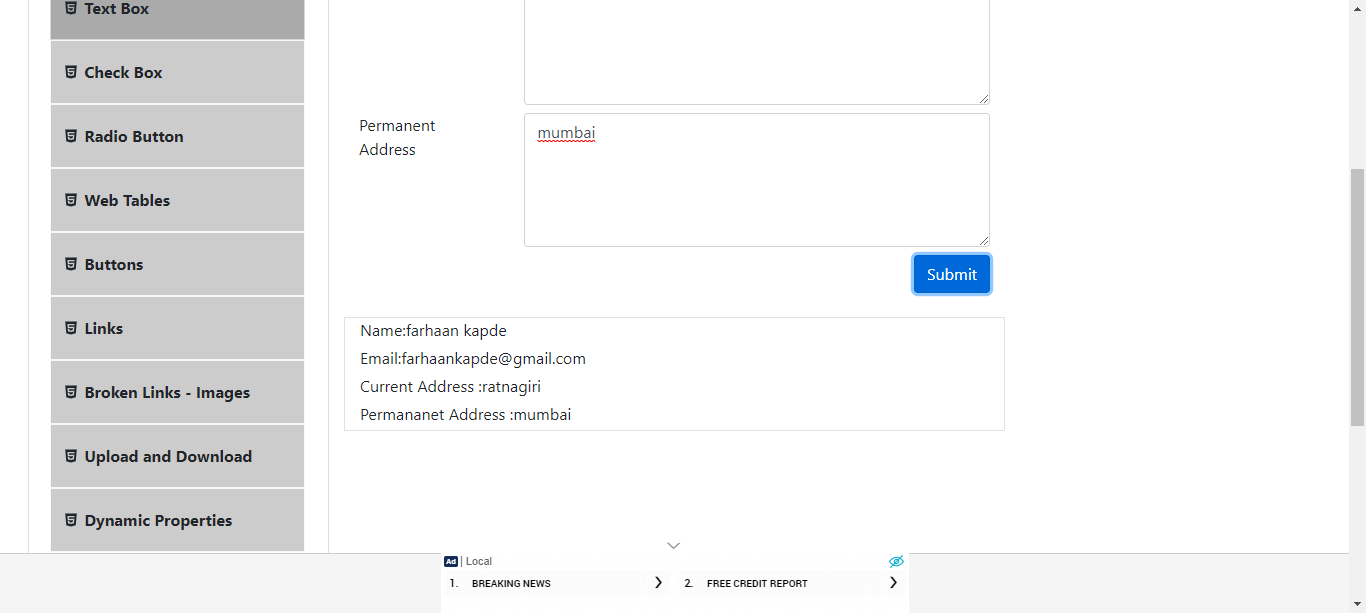 Text Box
Check Box
Radio Button
Web Tables
Buttons
Links
Broken Links - Images
Upload and Download
Dynamic Properties
Permanent
Address
mumbai
Submit
Name:farhaan kapde
Email:farhaankapde@gmail.com
Current Address :ratnagiri
Permananet Address :mumbai
Ad | Local
1. BREAKING NEWS
2. FREE CREDIT REPORT